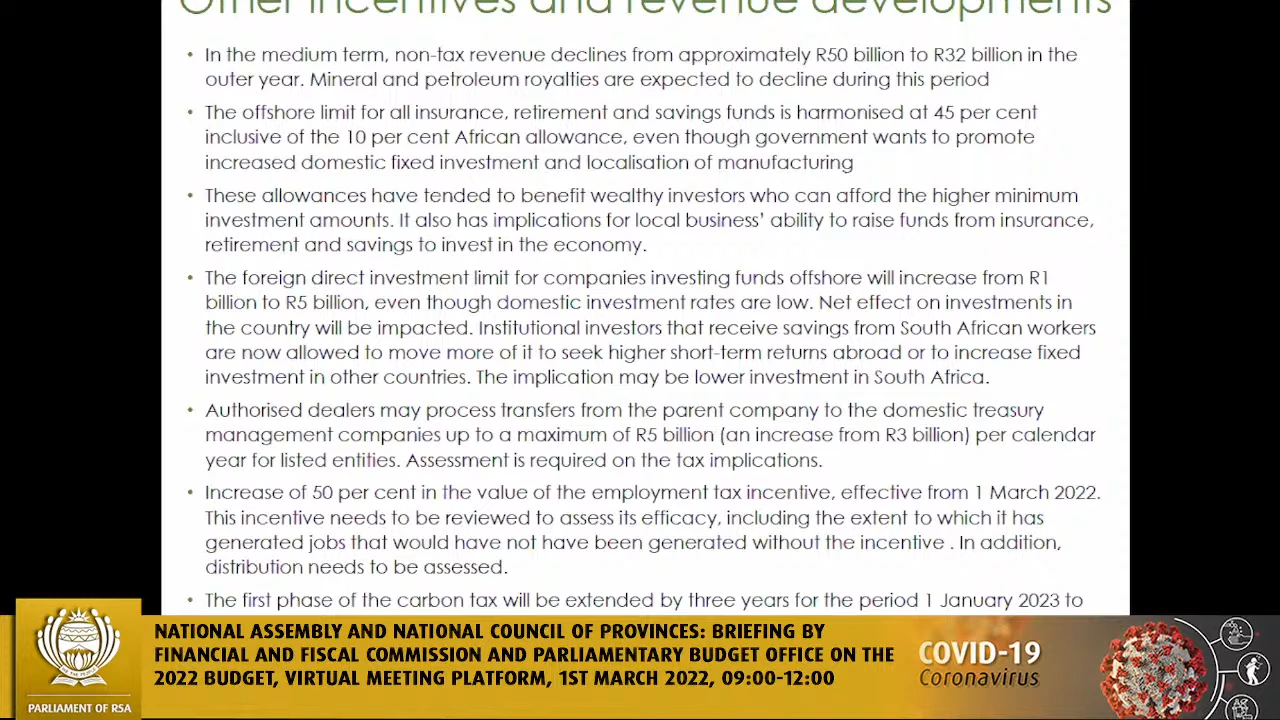 Other incentives and revenue developments
• In the medium term, non-tax revenue declines from approximately R50 billion to R32 billion in the
outer year. Mineral and petroleum royalties are expected to decline during this period
• The offshore limit for all insurance, retirement and savings funds is harmonised at 45 per cent
inclusive of the 10 per cent African allowance, even though government wants to promote
increased domestic fixed investment and localisation of manufacturing
• These allowances have tended to benefit wealthy investors who can afford the higher minimum
investment amounts. It also has implications for local business’ ability to raise funds from insurance,
retirement and savings to invest in the economy.
• The foreign direct investment limit for companies investing funds offshore will increase from R1
billion to R5 billion, even though domestic investment rates are low. Net effect on investments in
the country will be impacted. Institutional investors that receive savings from South African workers
are now allowed to move more of it to seek higher short-term returns abroad or to increase fixed
investment in other countries. The implication may be lower investment in South Africa.
• Authorised dealers may process transfers from the parent company to the domestic treasury
management companies up to a maximum of R5 billion (an increase from R3 billion) per calendar
year for listed entities. Assessment is required on the tax implications.
• Increase of 50 per cent in the value of the employment tax incentive, effective from 1 March 2022.
This incentive needs to be reviewed to assess its efficacy, including the extent to which it has
generated jobs that would have not have been generated without the incentive . In addition,
distribution needs to be assessed.
• The first phase of the carbon tax will be extended by three years for the period 1 January 2023 to
NATIONAL ASSEMBLY AND NATIONAL COUNCIL OF PROVINCES: BRIEFING BY
FINANCIAL AND FISCAL COMMISSION AND PARLIAMENTARY BUDGET OFFICE ON THE
2022 BUDGET, VIRTUAL MEETING PLATFORM, 1ST MARCH 2022, 09:00-12:00
COVID-19
Coronavirus
PARLIAMENT OF RSA